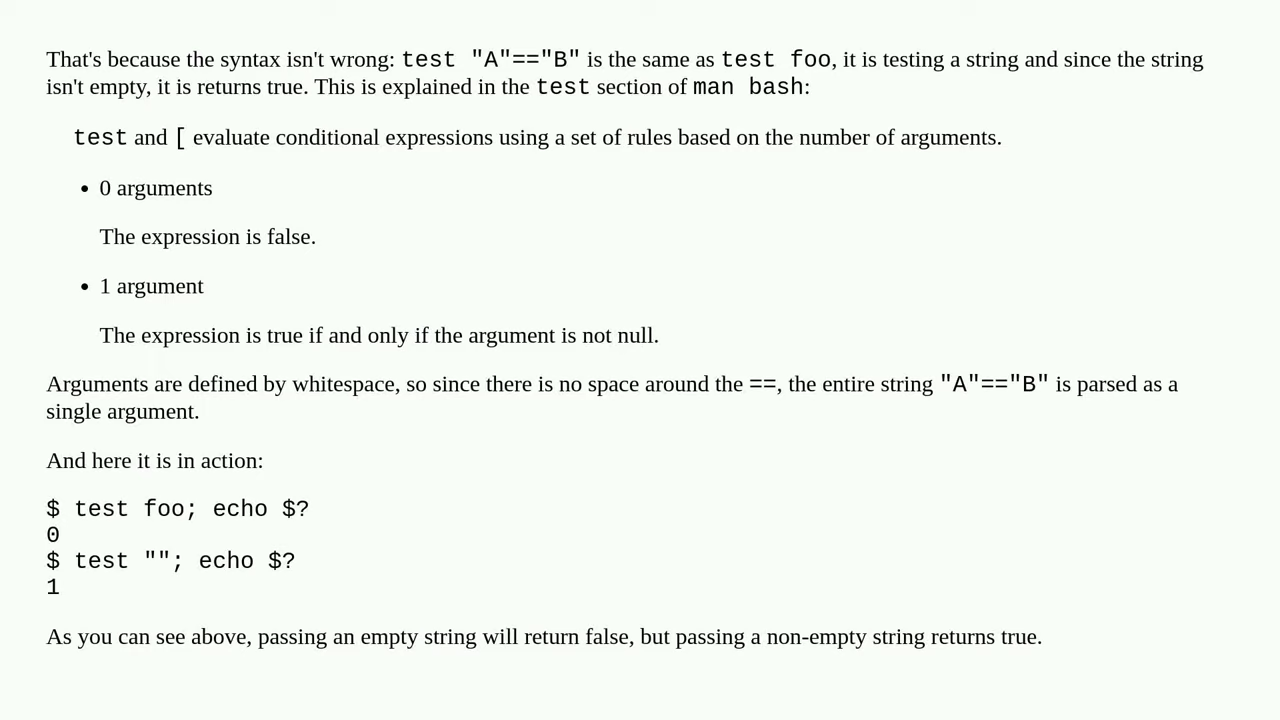 That's because the syntax isn't wrong: test "A"=="B" is the same as test foo, it is testing a string and since the string
isn't empty, it is returns true. This is explained in the test section of man bash:
test and [ evaluate conditional expressions using a set of rules based on the number of arguments.
• 0 arguments
The expression is false.
• 1 argument
The expression is true if and only if the argument is not null.
Arguments are defined by whitespace, so since there is no space around the ==, the entire string "A"=="B" is parsed as a
single argument.
And here it is in action:
$ test foo; echo $?
0
$ test ""; echo $?
1
As you can see above, passing an empty string will return false, but passing a non-empty string returns true.